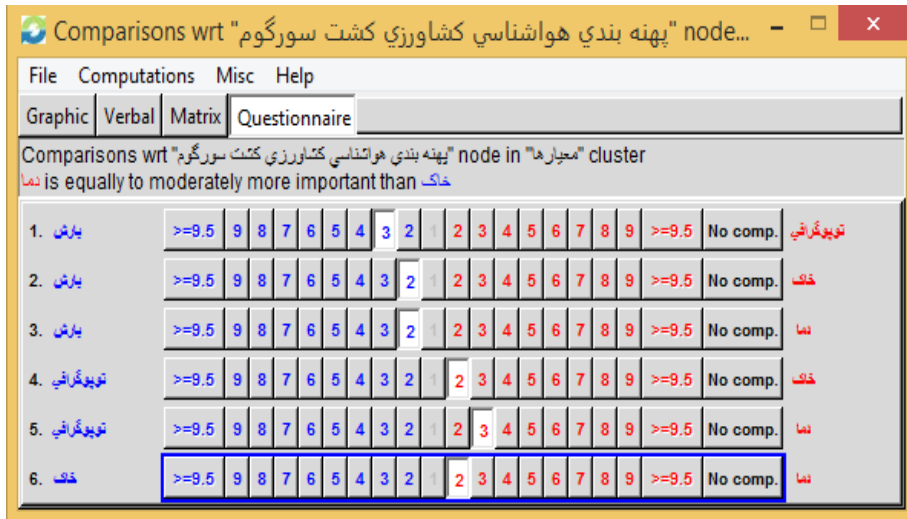 Comparisons wrt "پهنه بندي هواشناسي کشاورزي کشت سورگوم" node...
File Computations Misc Help
Graphic Verbal Matrix Questionnaire
Comparisons wrt "پهنه بندي هواشناسي کشاورزي کشت سورگوم" node in "معيارها" cluster
دما is equally to moderately more important than خاک
1. بارش >=9.5 9 8 7 6 5 4 3 2 1 2 3 4 5 6 7 8 9 >=9.5 No comp. توپوگرافي
2. بارش >=9.5 9 8 7 6 5 4 3 2 1 2 3 4 5 6 7 8 9 >=9.5 No comp. خاک
3. بارش >=9.5 9 8 7 6 5 4 3 2 1 2 3 4 5 6 7 8 9 >=9.5 No comp. دما
4. توپوگرافي >=9.5 9 8 7 6 5 4 3 2 1 2 3 4 5 6 7 8 9 >=9.5 No comp. خاک
5. توپوگرافي >=9.5 9 8 7 6 5 4 3 2 1 2 3 4 5 6 7 8 9 >=9.5 No comp. دما
6. خاک >=9.5 9 8 7 6 5 4 3 2 1 2 3 4 5 6 7 8 9 >=9.5 No comp. دما